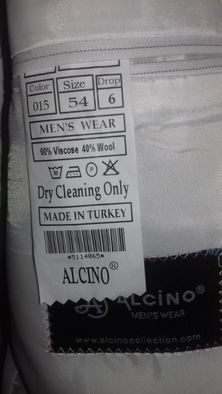 Color Size Drop
015 54 6
MEN'S WEAR
60% Viscose 40% Wool
P
Dry Cleaning Only
MADE IN TURKEY
*5114065*
ALCINO®
ALCINO®
MEN'S WEAR
www.alcinocollection.com